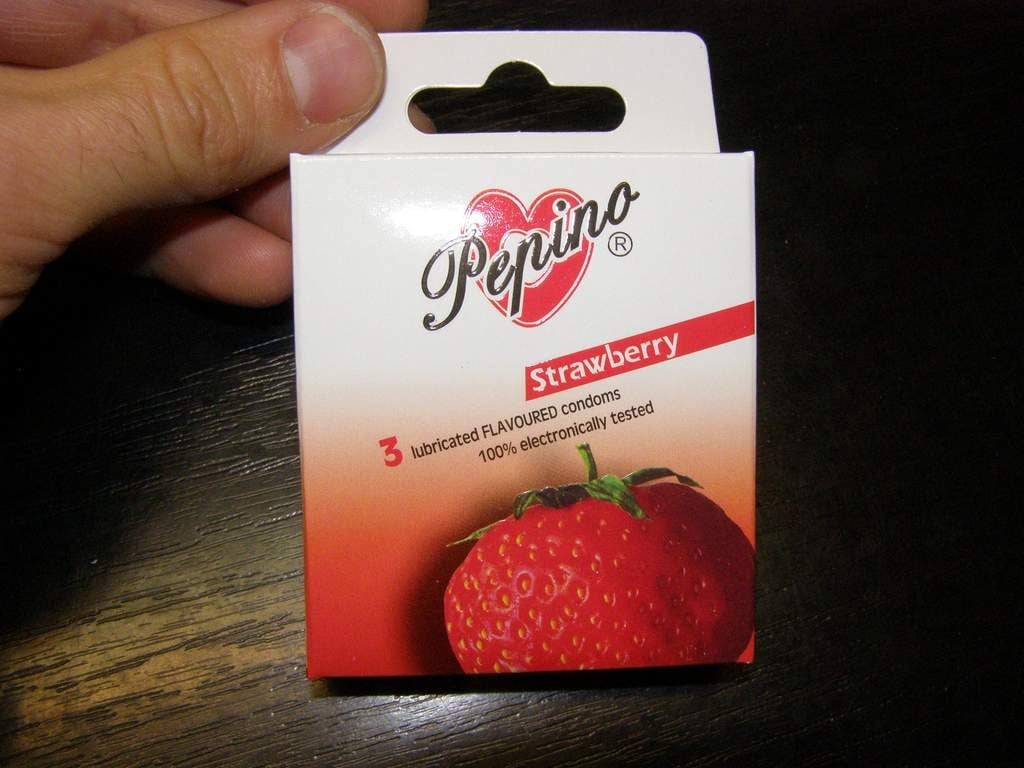 Pepino ®
Strawberry
3 lubricated FLAVOURED condoms
100% electronically tested